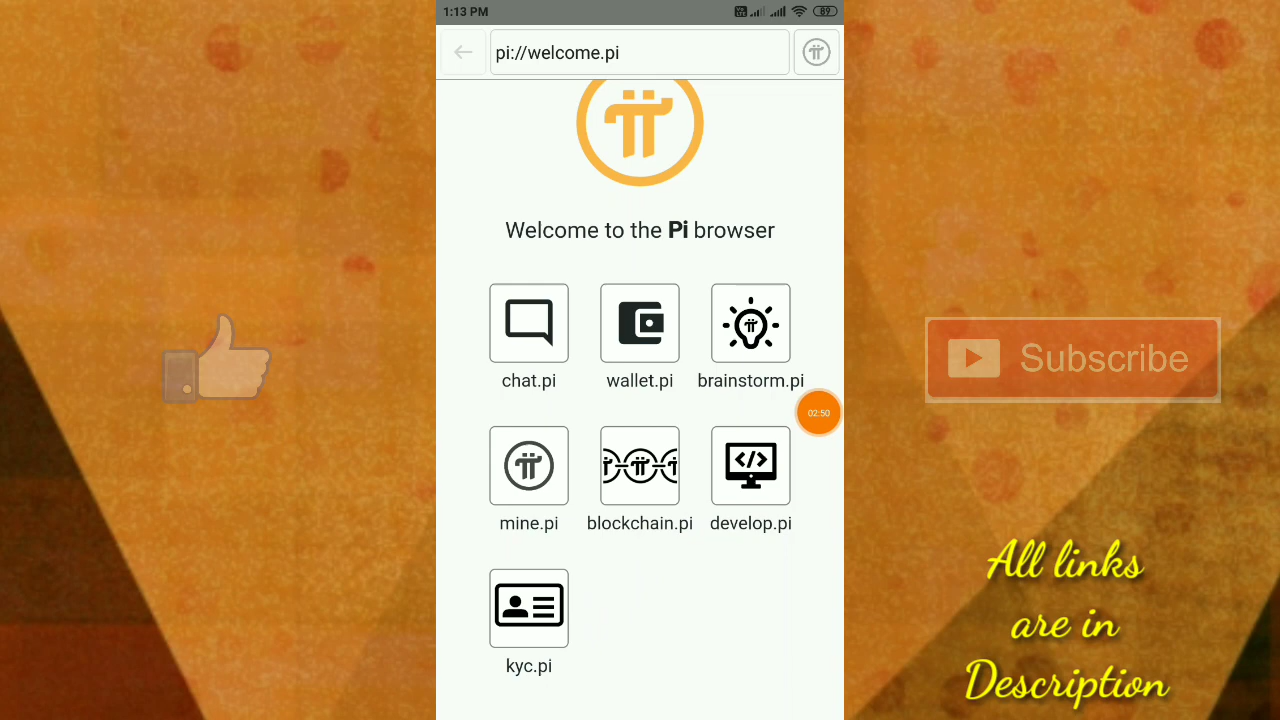 1:13 PM
89
pi://welcome.pi
Welcome to the Pi browser
chat.pi
wallet.pi
brainstorm.pi
02:50
mine.pi
blockchain.pi
develop.pi
kyc.pi
Subscribe
All links
are in
Description